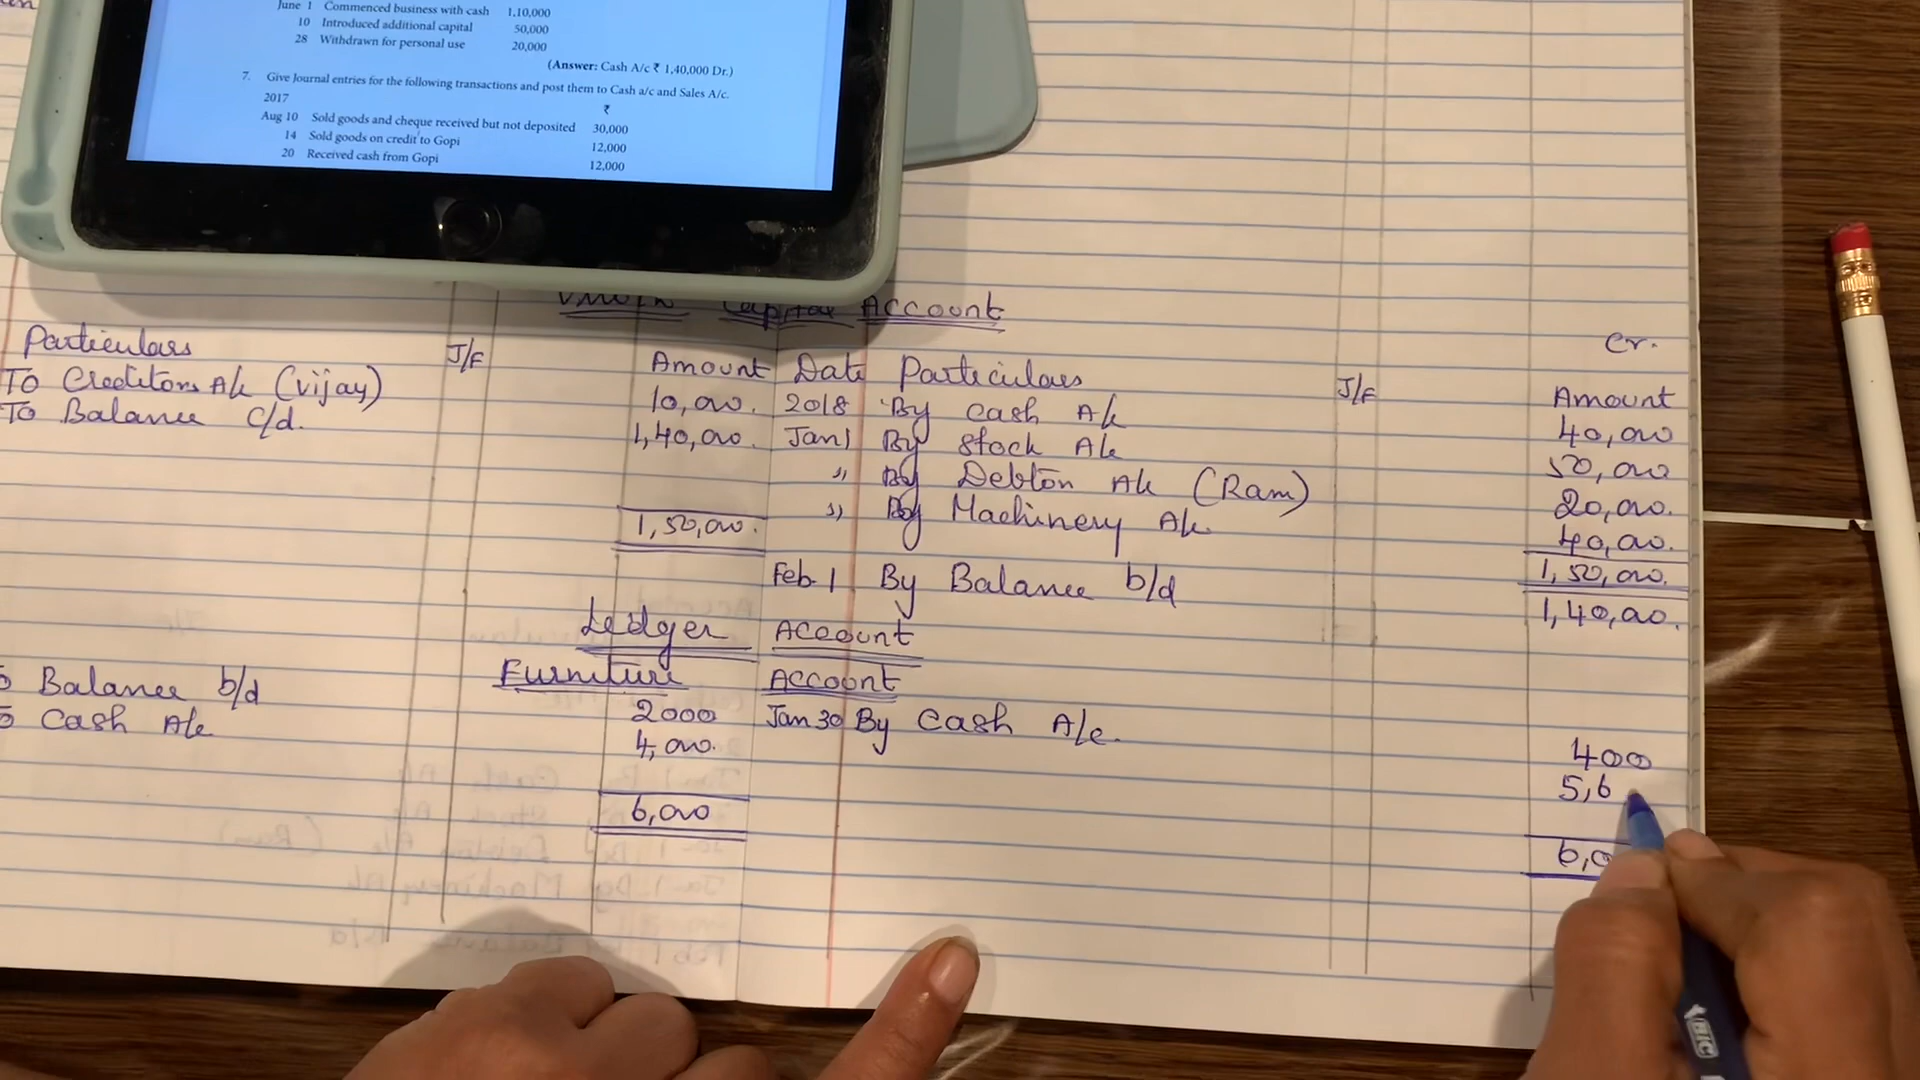 June 1 Commenced business with cash 1,10,000
10 Introduced additional capital 50,000
28 Withdrawn for personal use 20,000
(Answer: Cash A/c ₹ 1,40,000 Dr.)
7. Give Journal entries for the following transactions and post them to Cash a/c and Sales A/c.
2017 ₹
Aug 10 Sold goods and cheque received but not deposited 30,000
14 Sold goods on credit to Gopi 12,000
20 Received cash from Gopi 12,000
Capital Account
Cr.
Particulars J/F Amount Date Particulars J/F Amount
To Creditors A/c (Vijay) 10,000. 2018 By Cash A/c 40,000
To Balance c/d. 1,40,000. Jan 1 By Stock A/c 50,000
" By Debtors A/c (Ram) 20,000.
1,50,000. " By Machinery A/c. 40,000.
1,50,000.
Feb 1 By Balance b/d 1,40,000.
Ledger Account
Furniture Account
Balance b/d 2000 Jan 30 By Cash A/c. 400
Cash A/c 4,000. 5,6
6,000 6,0
BIC